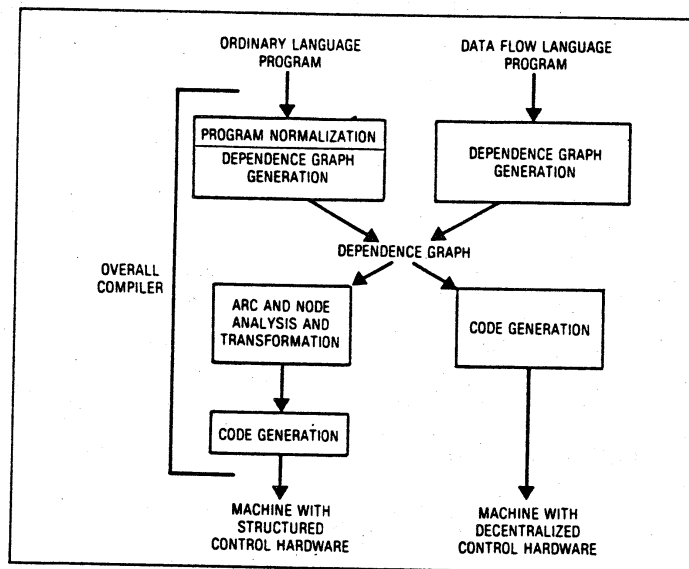 ORDINARY LANGUAGE
PROGRAM
DATA FLOW LANGUAGE
PROGRAM
PROGRAM NORMALIZATION
DEPENDENCE GRAPH
GENERATION
DEPENDENCE GRAPH
GENERATION
DEPENDENCE GRAPH
OVERALL
COMPILER
ARC AND NODE
ANALYSIS AND
TRANSFORMATION
CODE GENERATION
CODE GENERATION
MACHINE WITH
STRUCTURED
CONTROL HARDWARE
MACHINE WITH
DECENTRALIZED
CONTROL HARDWARE